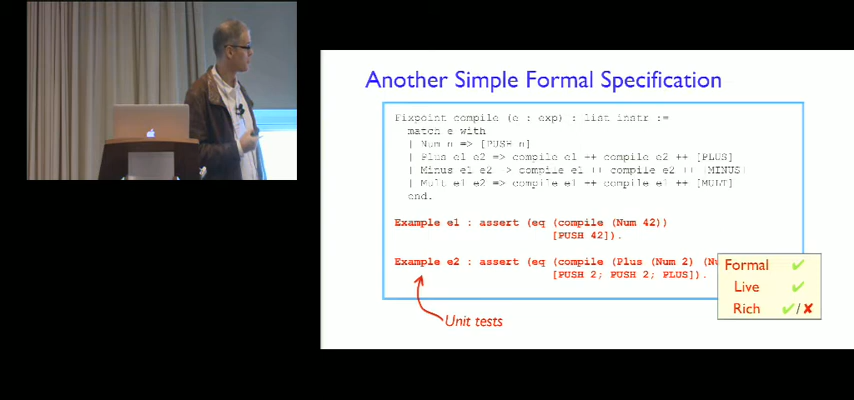 Another Simple Formal Specification
Fixpoint compile (e : exp) : list instr :=
match e with
| Num n => [PUSH n]
| Plus e1 e2 => compile e1 ++ compile e2 ++ [PLUS]
| Minus e1 e2 => compile e1 ++ compile e2 ++ [MINUS]
| Mult e1 e2 => compile e1 ++ compile e1 ++ [MULT]
end.
Example e1 : assert (eq (compile (Num 42))
[PUSH 42]).
Example e2 : assert (eq (compile (Plus (Num 2)
[PUSH 2; PUSH 2; PLUS]).
Formal ✔
Live ✔
Rich ✔/✘
Unit tests